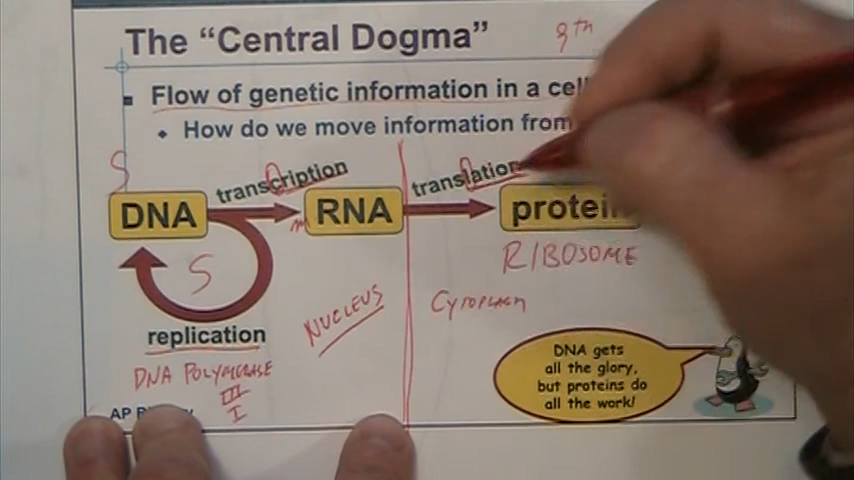 The "Central Dogma"
9th
Flow of genetic information in a cell
How do we move information from
S
transcription
translation
DNA
m RNA
protein
S
RIBOSOME
NUCLEUS
Cytoplasm
replication
DNA POLYMERASE
III
I
DNA gets
all the glory,
but proteins do
all the work!
AP